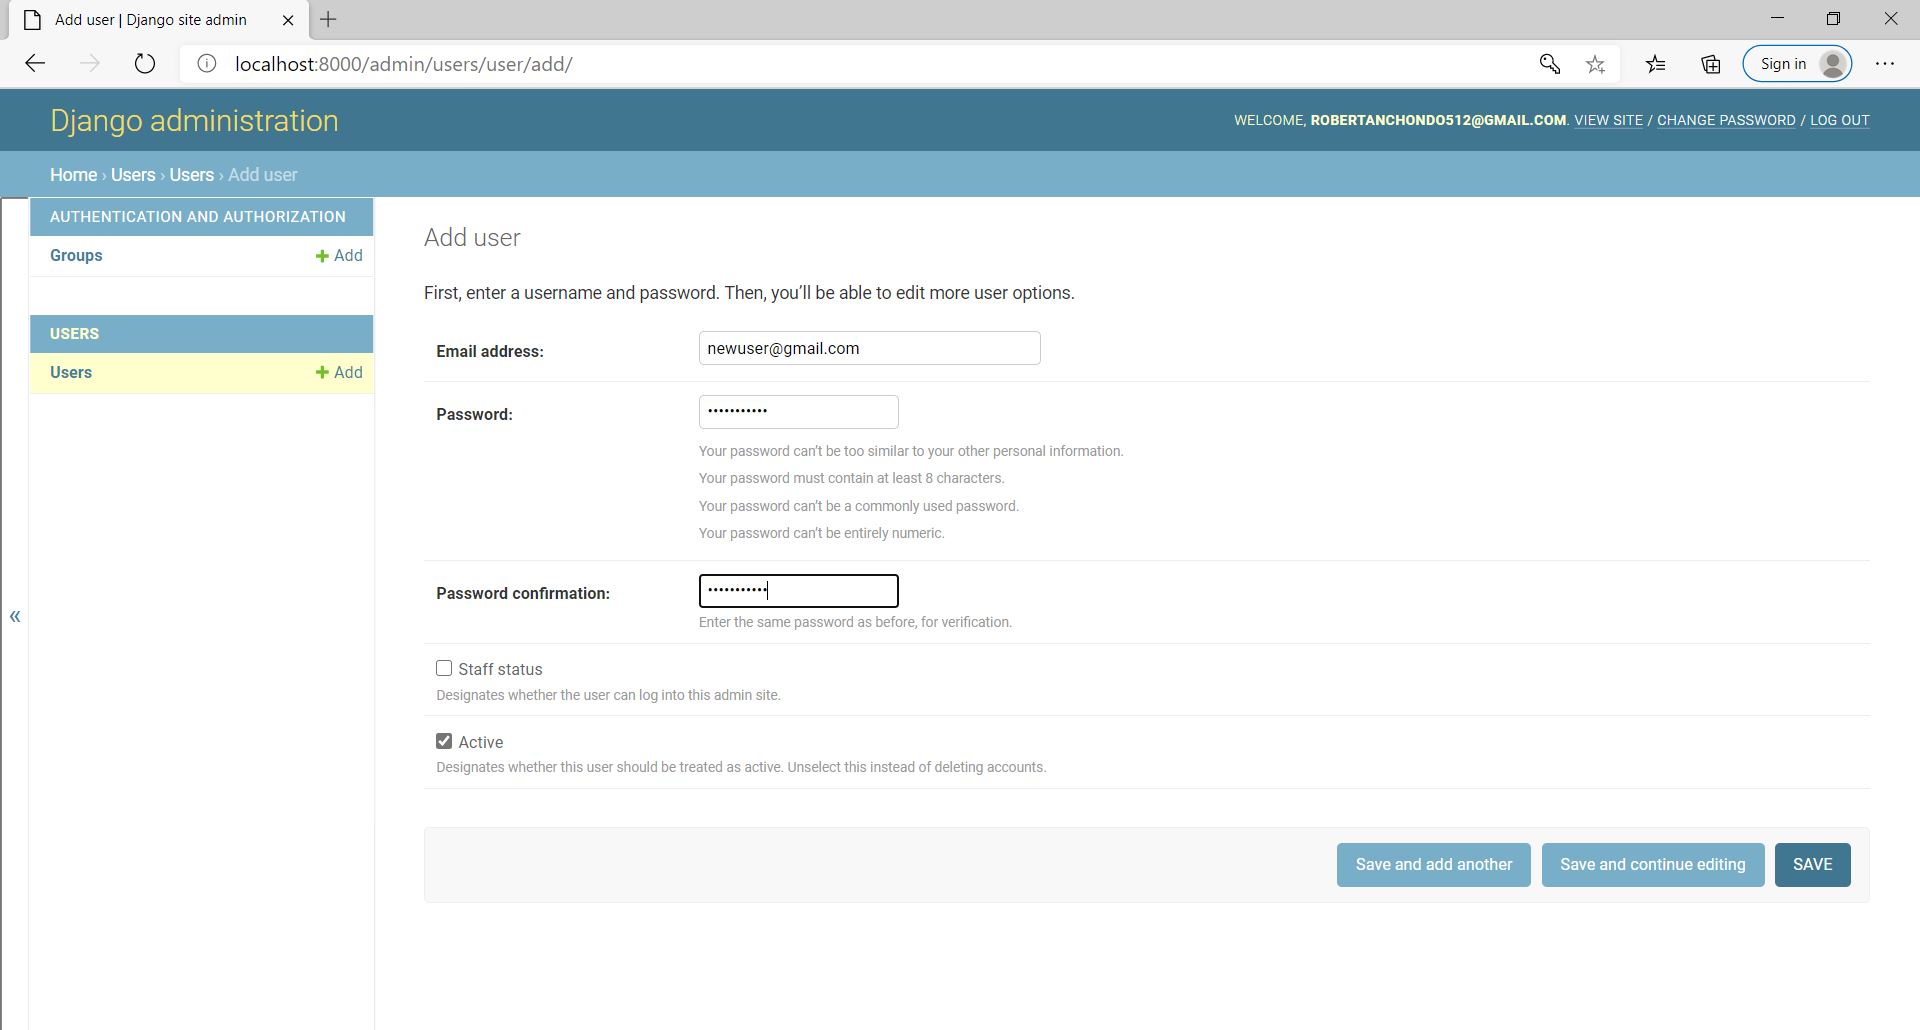 Add user | Django site admin
localhost:8000/admin/users/user/add/
Sign in
Django administration
WELCOME, ROBERTANCHONDO512@GMAIL.COM. VIEW SITE / CHANGE PASSWORD / LOG OUT
Home › Users › Users › Add user
AUTHENTICATION AND AUTHORIZATION
Groups + Add
USERS
Users + Add
«
Add user
First, enter a username and password. Then, you’ll be able to edit more user options.
Email address: newuser@gmail.com
Password: •••••••••••
Your password can’t be too similar to your other personal information.
Your password must contain at least 8 characters.
Your password can’t be a commonly used password.
Your password can’t be entirely numeric.
Password confirmation: •••••••••••
Enter the same password as before, for verification.
Staff status
Designates whether the user can log into this admin site.
Active
Designates whether this user should be treated as active. Unselect this instead of deleting accounts.
Save and add another Save and continue editing SAVE